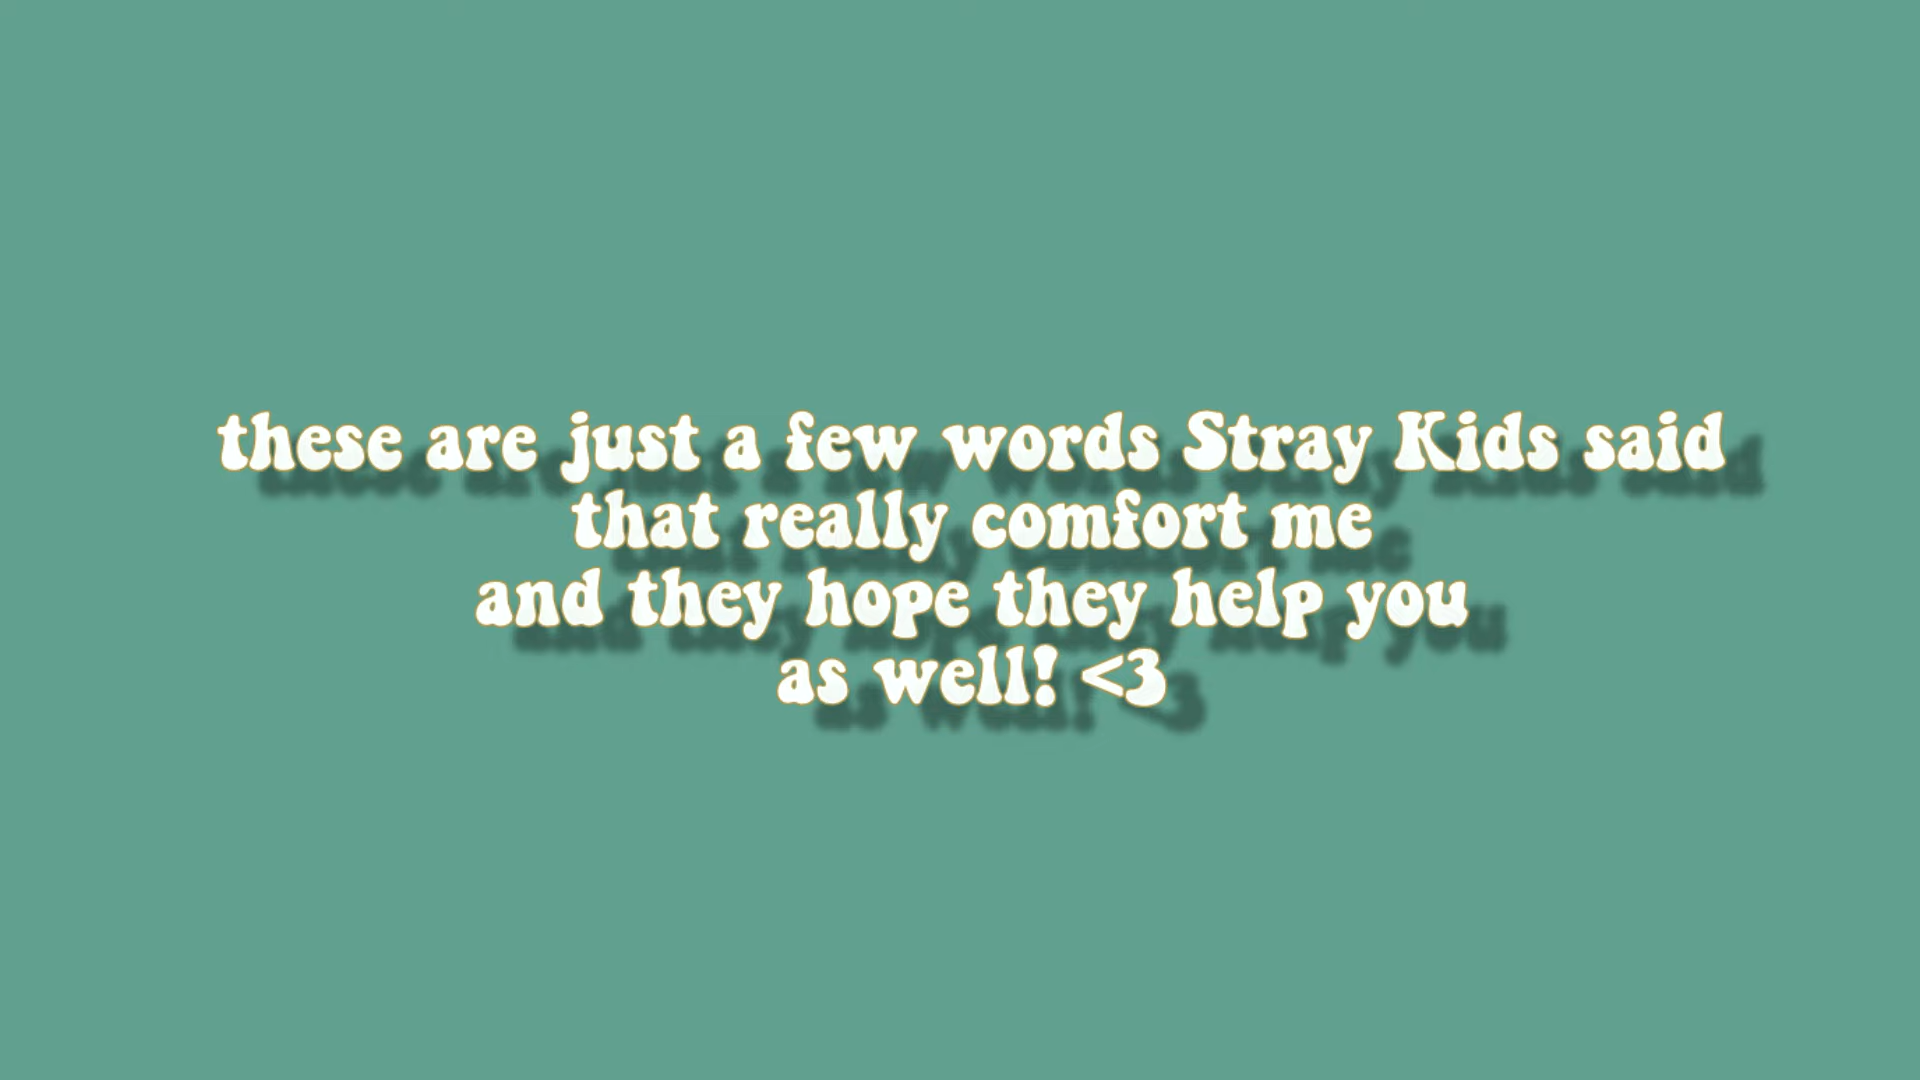 these are just a few words Stray Kids said
that really comfort me
and they hope they help you
as well! <3